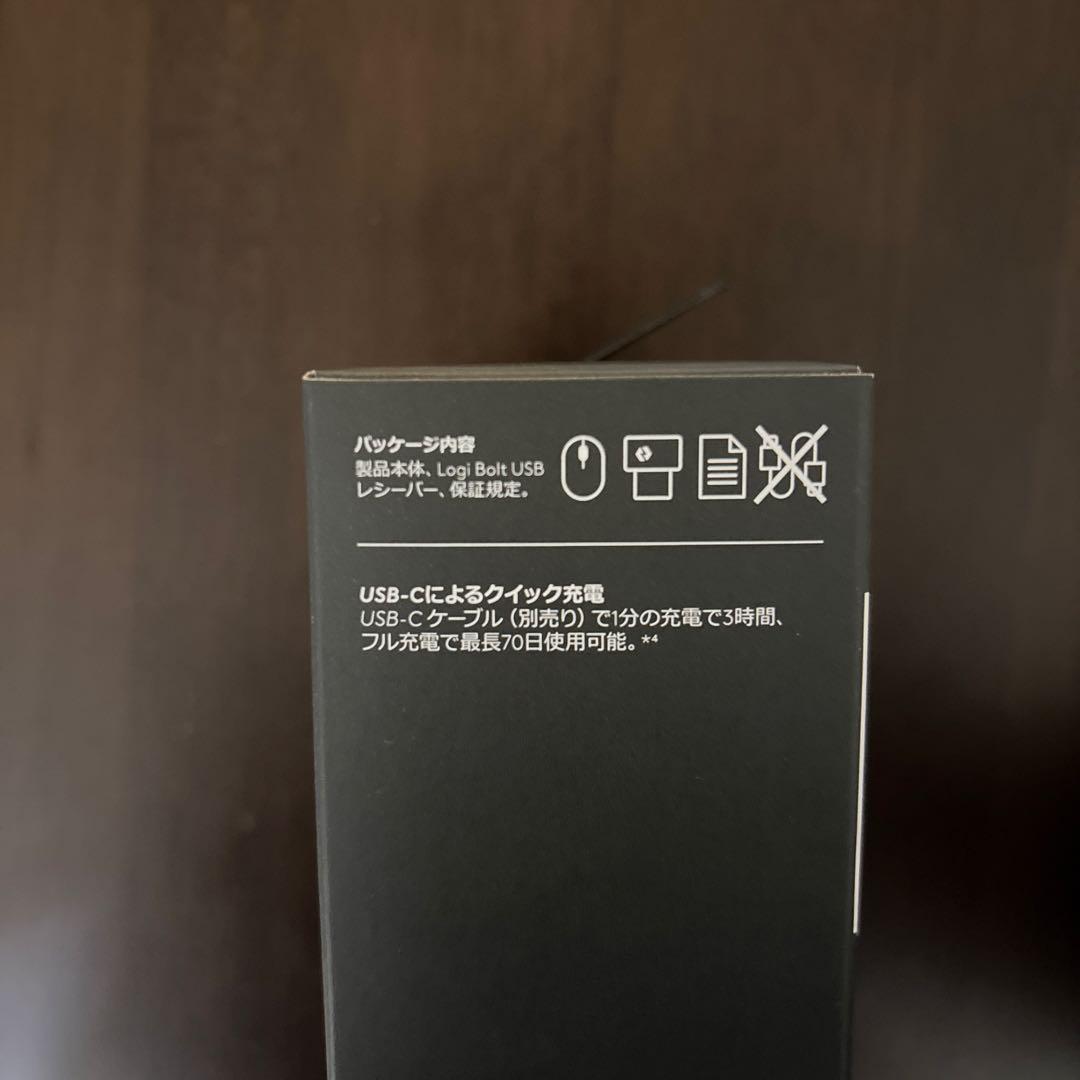 パッケージ内容
製品本体、Logi Bolt USB
レシーバー、保証規定。
USB-Cによるクイック充電
USB-C ケーブル（別売り）で1分の充電で3時間、
フル充電で最長70日使用可能。*4